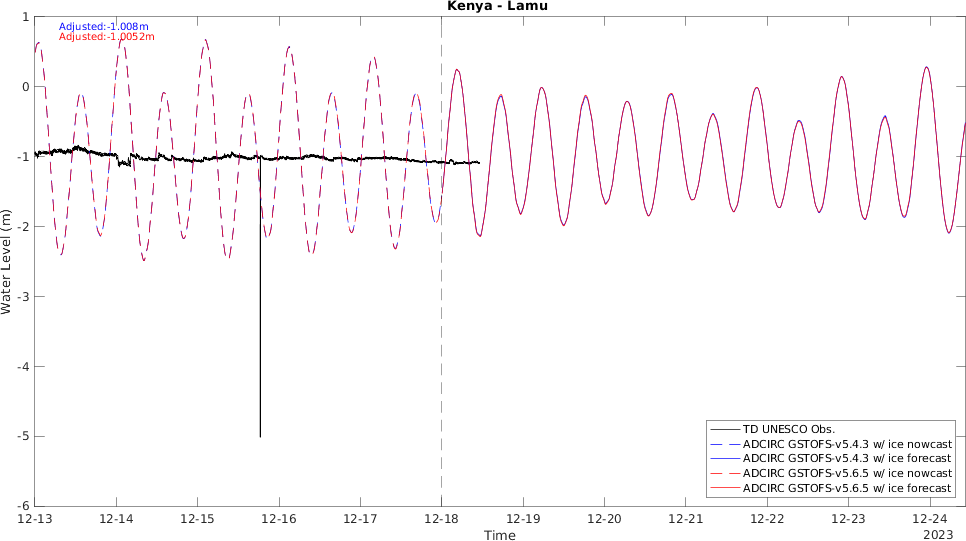 Kenya - Lamu
Adjusted:-1.008m
Adjusted:-1.0052m
1
0
-1
-2
-3
-4
-5
-6
Water Level (m)
TD UNESCO Obs.
ADCIRC GSTOFS-v5.4.3 w/ ice nowcast
ADCIRC GSTOFS-v5.4.3 w/ ice forecast
ADCIRC GSTOFS-v5.6.5 w/ ice nowcast
ADCIRC GSTOFS-v5.6.5 w/ ice forecast
12-13 12-14 12-15 12-16 12-17 12-18 12-19 12-20 12-21 12-22 12-23 12-24
Time
2023